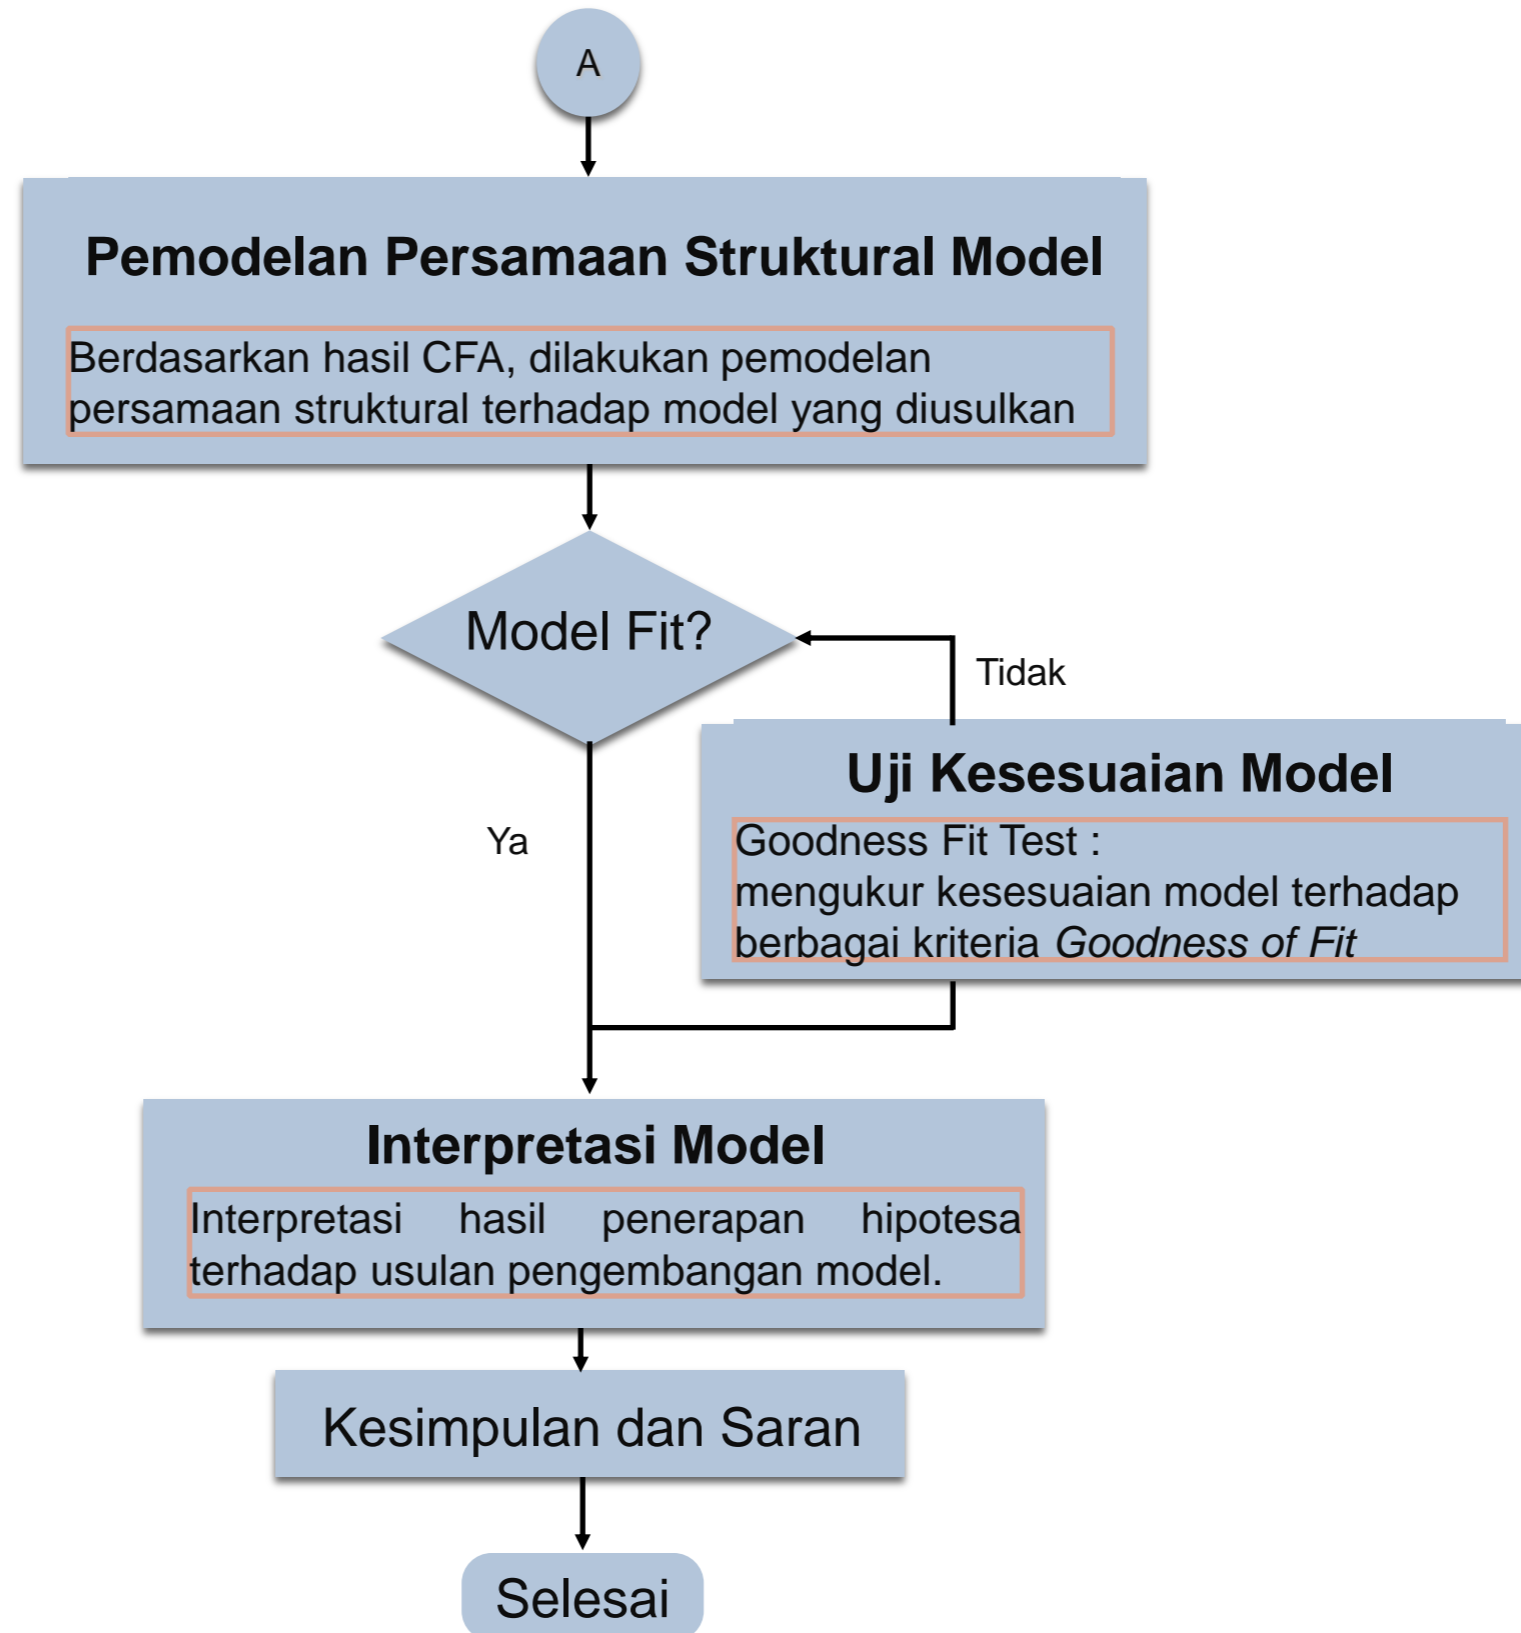 A
Pemodelan Persamaan Struktural Model
Berdasarkan hasil CFA, dilakukan pemodelan
persamaan struktural terhadap model yang diusulkan
Model Fit?
Tidak
Uji Kesesuaian Model
Goodness Fit Test :
mengukur kesesuaian model terhadap
berbagai kriteria Goodness of Fit
Ya
Interpretasi Model
Interpretasi hasil penerapan hipotesa
terhadap usulan pengembangan model.
Kesimpulan dan Saran
Selesai